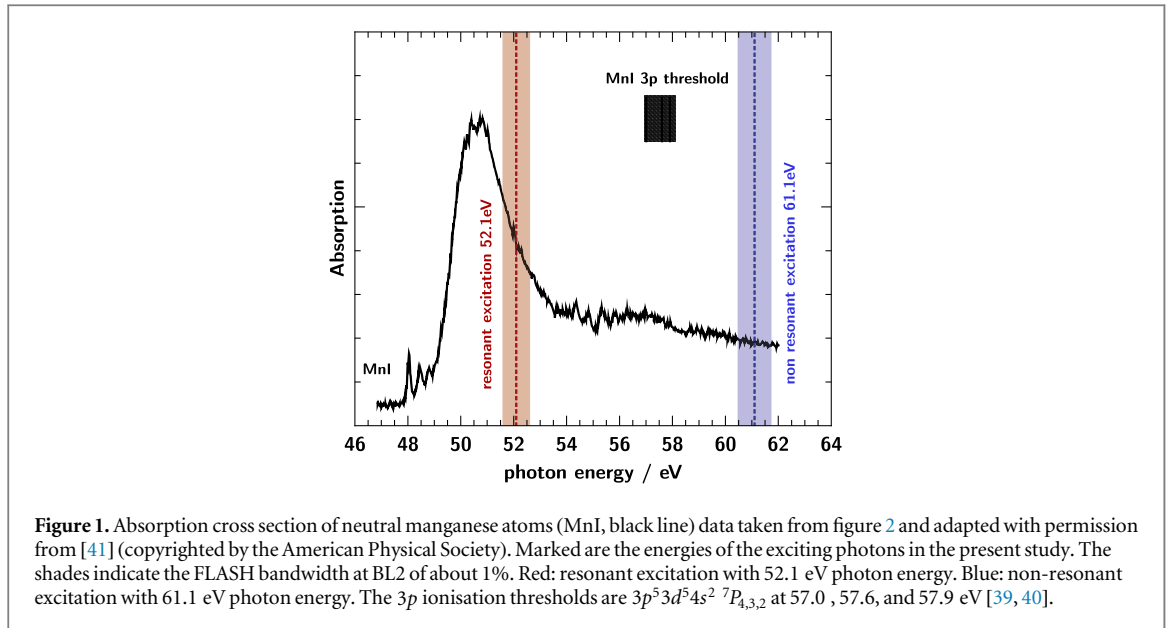 MnI 3p threshold
Absorption
resonant excitation 52.1eV
non resonant excitation 61.1eV
MnI
46 48 50 52 54 56 58 60 62 64
photon energy / eV
Figure 1. Absorption cross section of neutral manganese atoms (MnI, black line) data taken from figure 2 and adapted with permission
from [41] (copyrighted by the American Physical Society). Marked are the energies of the exciting photons in the present study. The
shades indicate the FLASH bandwidth at BL2 of about 1%. Red: resonant excitation with 52.1 eV photon energy. Blue: non-resonant
excitation with 61.1 eV photon energy. The 3p ionisation thresholds are 3p⁵3d⁵4s² ⁷P₄,₃,₂ at 57.0 , 57.6, and 57.9 eV [39, 40].